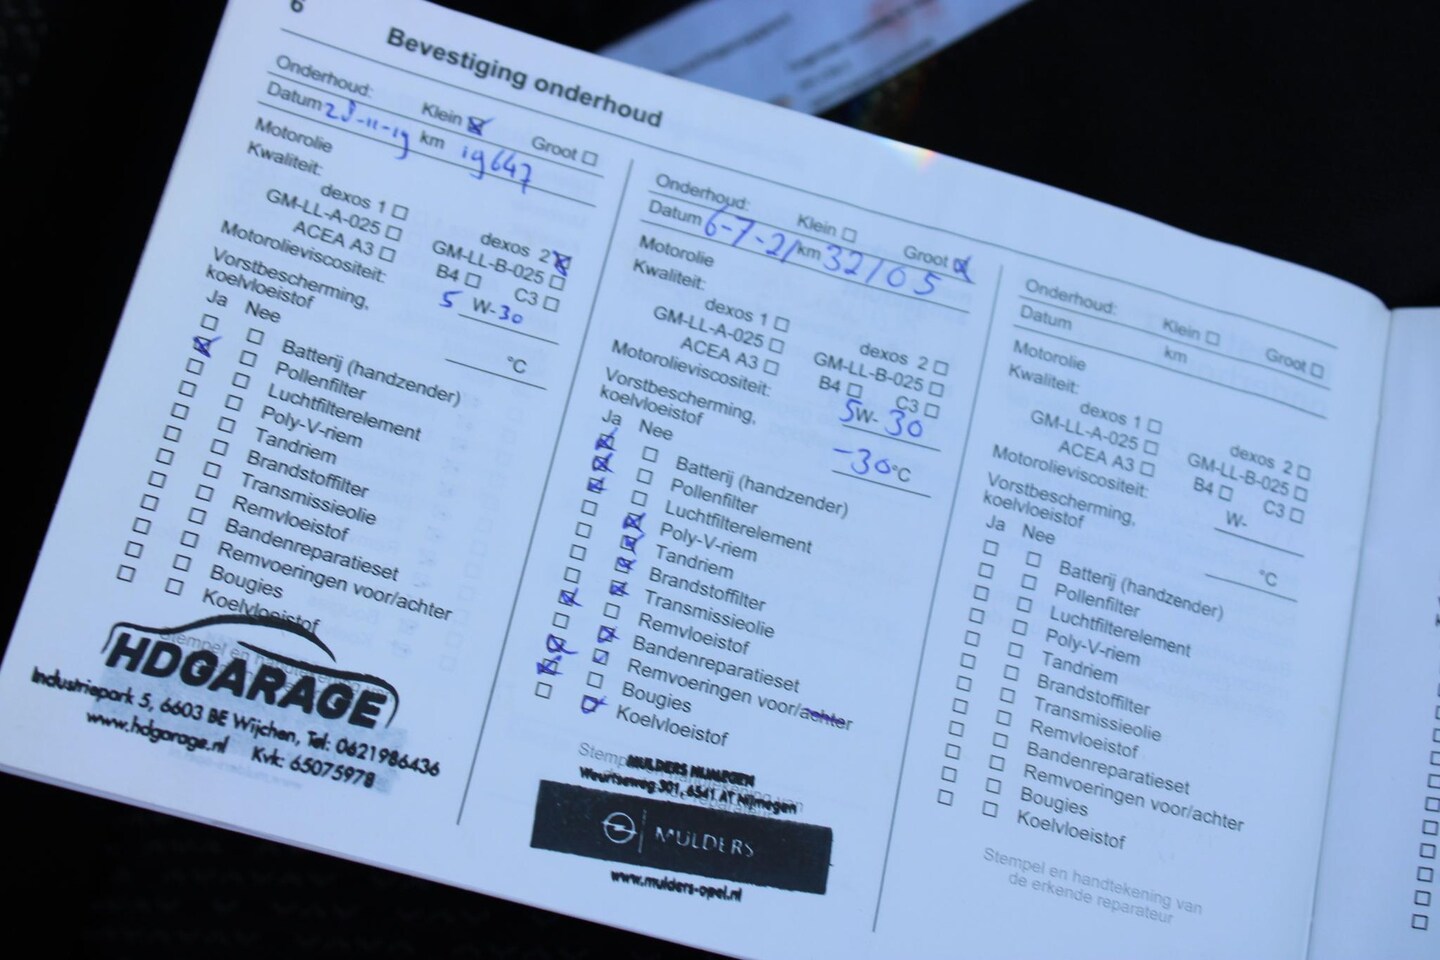 6
Bevestiging onderhoud
Onderhoud: Klein Groot
Datum 28-11-19 km 19647
Motorolie
Kwaliteit:
dexos 1 dexos 2
GM-LL-A-025 GM-LL-B-025
ACEA A3 B4 C3
Motorolieviscositeit: 5 W-30
Vorstbescherming,
koelvloeistof °C
Ja Nee
Batterij (handzender)
Pollenfilter
Luchtfilterelement
Poly-V-riem
Tandriem
Brandstoffilter
Transmissieolie
Remvloeistof
Bandenreparatieset
Remvoeringen voor/achter
Bougies
Koelvloeistof
Stempel en
HDGARAGE
Industriepark 5, 6603 BE Wijchen, Tel: 0621986436
www.hdgarage.nl Kvk: 65075978
Onderhoud: Klein Groot
Datum 6-7-21 km 32105
Motorolie
Kwaliteit:
dexos 1 dexos 2
GM-LL-A-025 GM-LL-B-025
ACEA A3 B4 C3
Motorolieviscositeit: 5W- 30
Vorstbescherming,
koelvloeistof -30°C
Ja Nee
Batterij (handzender)
Pollenfilter
Luchtfilterelement
Poly-V-riem
Tandriem
Brandstoffilter
Transmissieolie
Remvloeistof
Bandenreparatieset
Remvoeringen voor/achter
Bougies
Koelvloeistof
MULDERS NIJMEGEN
Weurtseweg 301, 6541 AT Nijmegen
MULDERS
www.mulders-opel.nl
Onderhoud: Klein Groot
Datum km
Motorolie
Kwaliteit:
dexos 1 dexos 2
GM-LL-A-025 GM-LL-B-025
ACEA A3 B4 C3
Motorolieviscositeit: W-
Vorstbescherming,
koelvloeistof °C
Ja Nee
Batterij (handzender)
Pollenfilter
Luchtfilterelement
Poly-V-riem
Tandriem
Brandstoffilter
Transmissieolie
Remvloeistof
Bandenreparatieset
Remvoeringen voor/achter
Bougies
Koelvloeistof
Stempel en handtekening van
de erkende reparateur